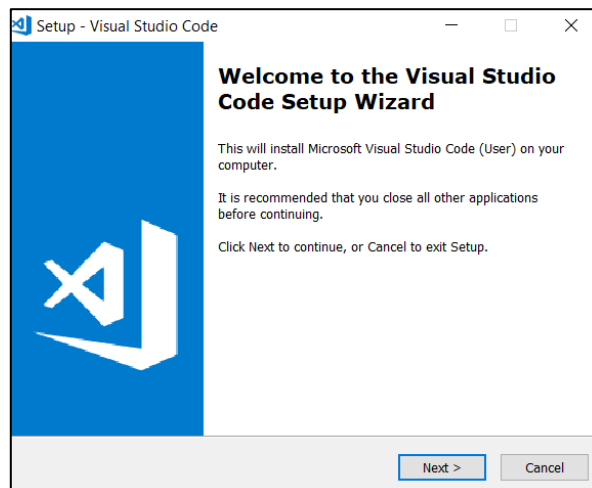 Setup - Visual Studio Code
Welcome to the Visual Studio
Code Setup Wizard
This will install Microsoft Visual Studio Code (User) on your
computer.
It is recommended that you close all other applications
before continuing.
Click Next to continue, or Cancel to exit Setup.
Next >
Cancel